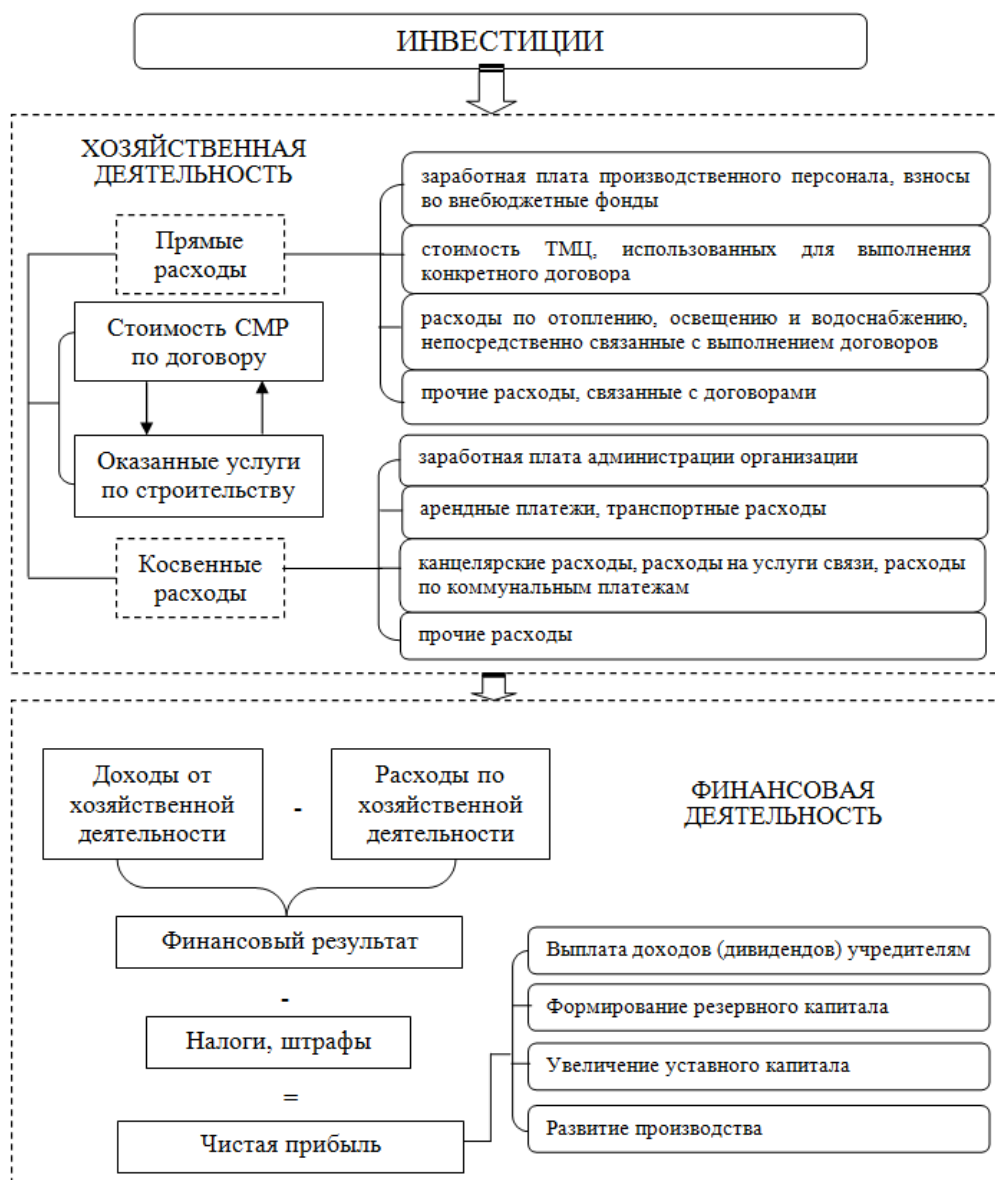 ИНВЕСТИЦИИ
ХОЗЯЙСТВЕННАЯ
ДЕЯТЕЛЬНОСТЬ
Прямые
расходы
заработная плата производственного персонала, взносы
во внебюджетные фонды
стоимость ТМЦ, использованных для выполнения
конкретного договора
расходы по отоплению, освещению и водоснабжению,
непосредственно связанные с выполнением договоров
прочие расходы, связанные с договорами
Стоимость СМР
по договору
Оказанные услуги
по строительству
Косвенные
расходы
заработная плата администрации организации
арендные платежи, транспортные расходы
канцелярские расходы, расходы на услуги связи, расходы
по коммунальным платежам
прочие расходы
ФИНАНСОВАЯ
ДЕЯТЕЛЬНОСТЬ
Доходы от
хозяйственной
деятельности
-
Расходы по
хозяйственной
деятельности
Финансовый результат
-
Налоги, штрафы
=
Чистая прибыль
Выплата доходов (дивидендов) учредителям
Формирование резервного капитала
Увеличение уставного капитала
Развитие производства